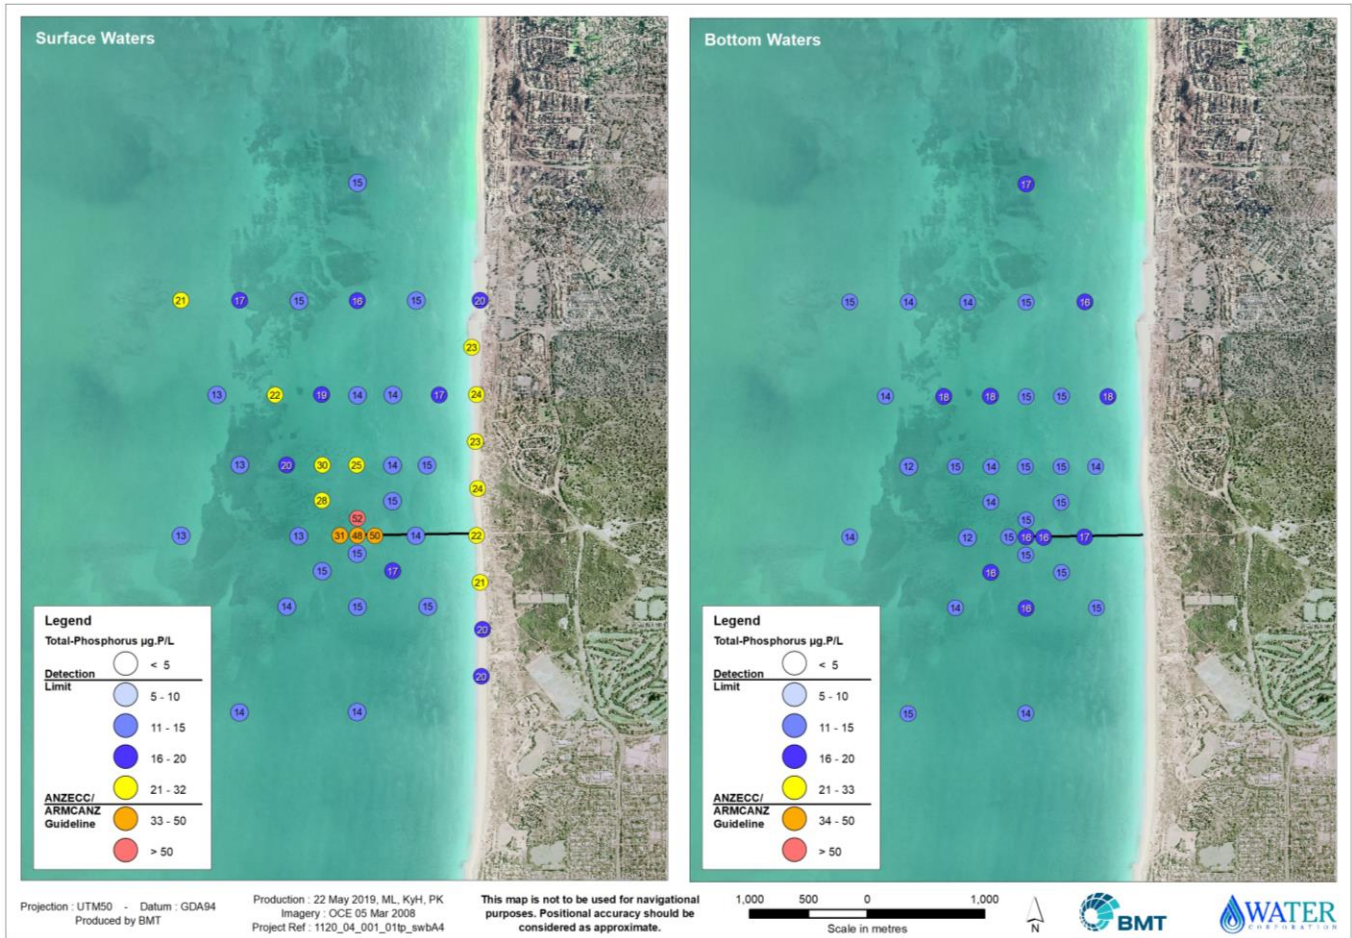 Surface Waters
15
21 17 15 16 15 20
23
13 22 19 14 14 17 24
23
13 20 30 25 14 15
24
28 15
52
13 13 31 48 50 14 22
15
15 17
21
14 15 15
20
20
14 14
Legend
Total-Phosphorus µg.P/L
< 5
Detection
Limit
5 - 10
11 - 15
16 - 20
21 - 32
ANZECC/
ARMCANZ
Guideline
33 - 50
> 50
Bottom Waters
17
15 14 14 15 16
14 18 18 15 15 18
12 15 14 15 15 14
14 15
15
14 12 15 16 16 17
15
16 15
14 16 15
15 14
Legend
Total-Phosphorus µg.P/L
< 5
Detection
Limit
5 - 10
11 - 15
16 - 20
21 - 33
ANZECC/
ARMCANZ
Guideline
34 - 50
> 50
Projection : UTM50 - Datum : GDA94
Produced by BMT
Production : 22 May 2019, ML, KyH, PK
Imagery : OCE 05 Mar 2008
Project Ref : 1120_04_001_01tp_swbA4
This map is not to be used for navigational
purposes. Positional accuracy should be
considered as approximate.
1,000 500 0 1,000
Scale in metres
N
BMT
WATER
CORPORATION